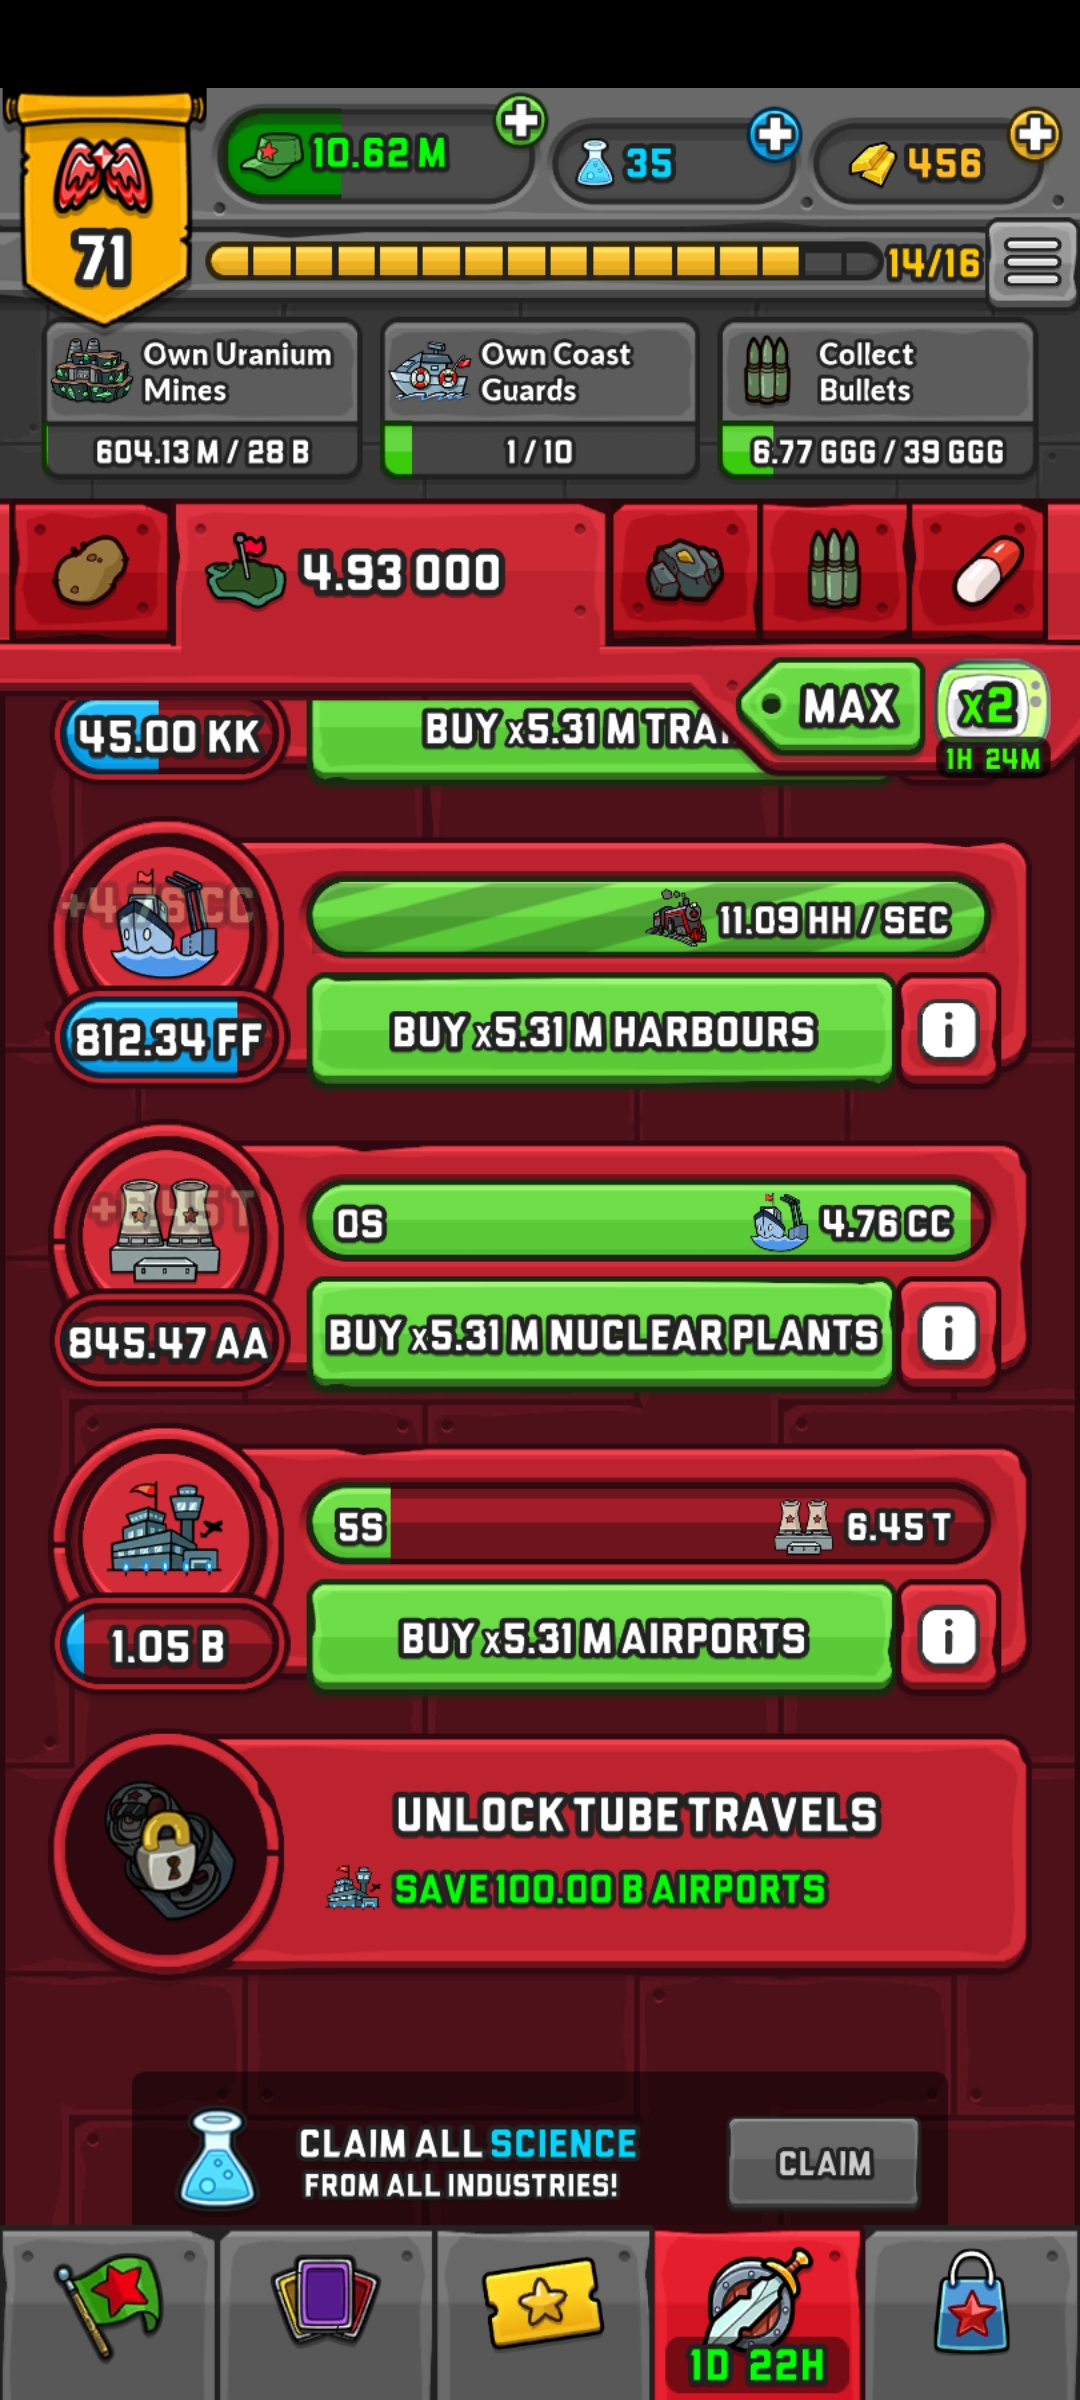 10.62 M
35
456
71
14/16
Own Uranium
Mines
604.13 M / 28 B
Own Coast
Guards
1 / 10
Collect
Bullets
6.77 GGG / 39 GGG
4.93 000
MAX
x2
1H 24M
45.00 KK
BUY x5.31 M
+4.76 CC
11.09 HH / SEC
812.34 FF
BUY x5.31 M HARBOURS
i
+6.45 T
0S
4.76 CC
845.47 AA
BUY x5.31 M NUCLEAR PLANTS
i
5S
6.45 T
1.05 B
BUY x5.31 M AIRPORTS
i
UNLOCK TUBE TRAVELS
SAVE 100.00 B AIRPORTS
CLAIM ALL SCIENCE
FROM ALL INDUSTRIES!
CLAIM
1D 22H